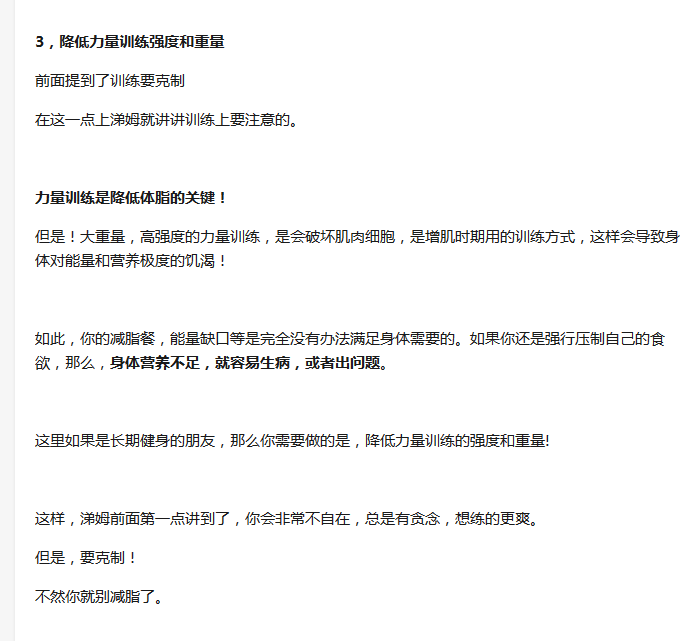 3，降低力量训练强度和重量
前面提到了训练要克制
在这一点上涕姆就讲讲训练上要注意的。
力量训练是降低体脂的关键！
但是！大重量，高强度的力量训练，是会破坏肌肉细胞，是增肌时期用的训练方式，这样会导致身
体对能量和营养极度的饥渴！
如此，你的减脂餐，能量缺口等是完全没有办法满足身体需要的。如果你还是强行压制自己的食
欲，那么，身体营养不足，就容易生病，或者出问题。
这里如果是长期健身的朋友，那么你需要做的是，降低力量训练的强度和重量!
这样，涕姆前面第一点讲到了，你会非常不自在，总是有贪念，想练的更爽。
但是，要克制！
不然你就别减脂了。